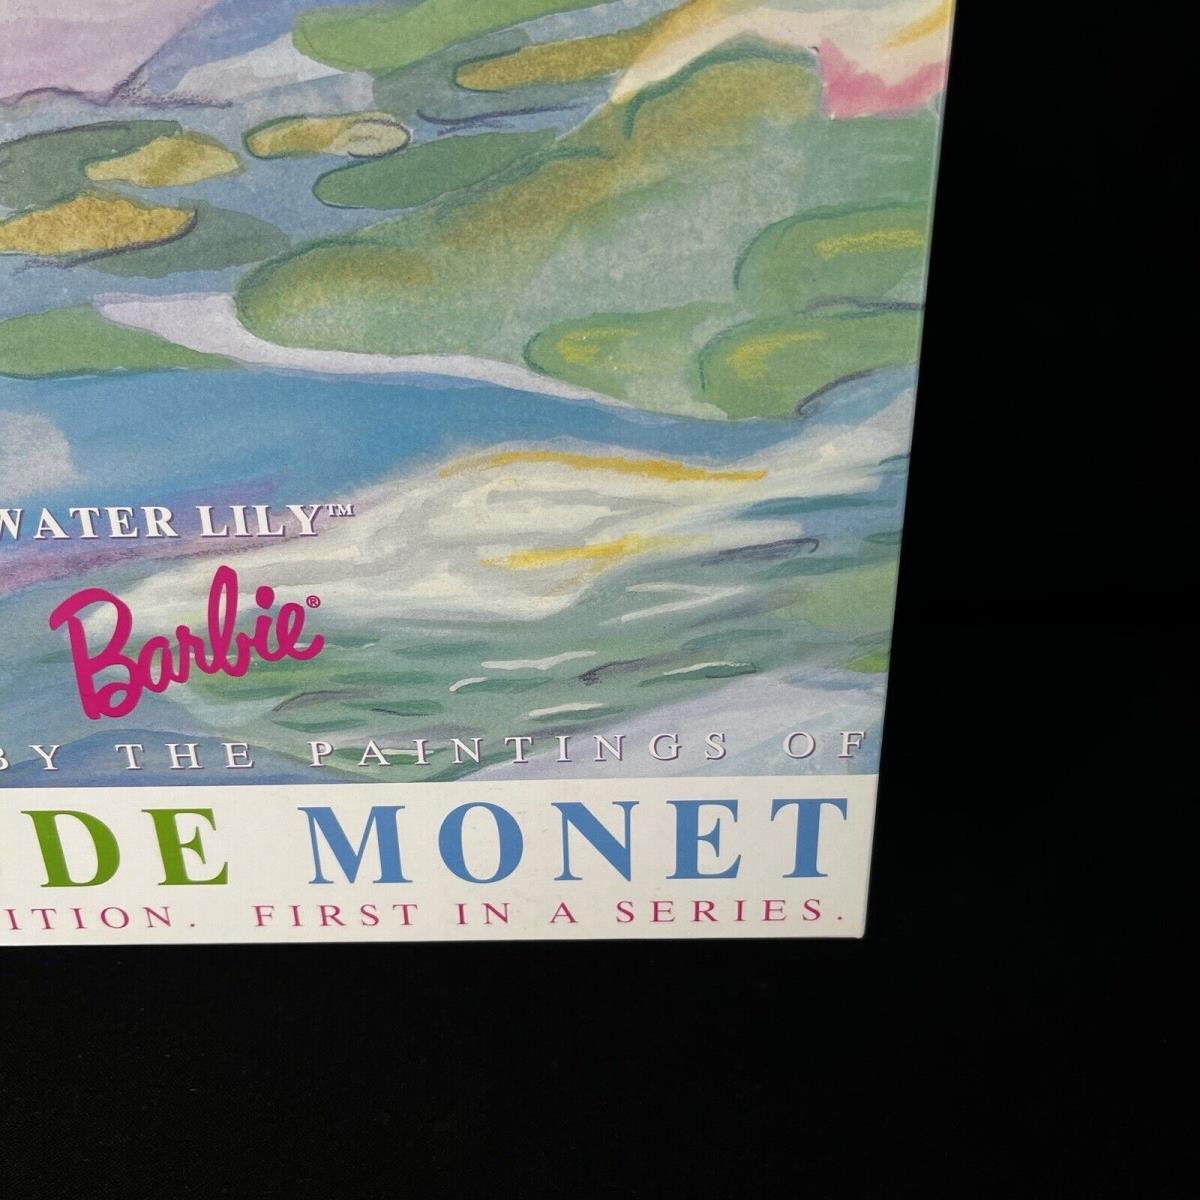 WATER LILY™
Barbie®
BY THE PAINTINGS OF
DE MONET
ITION. FIRST IN A SERIES.